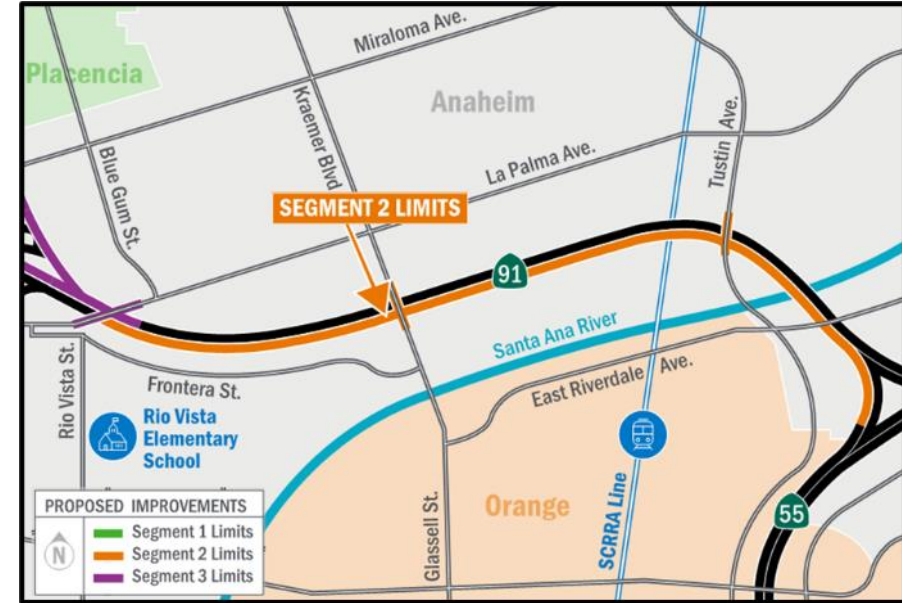 Miraloma Ave.
Placencia
Anaheim
Kraemer Blvd
Blue Gum St.
La Palma Ave.
Tustin Ave.
SEGMENT 2 LIMITS
91
Santa Ana River
East Riverdale Ave.
Rio Vista St.
Frontera St.
Rio Vista
Elementary
School
Glassell St.
Orange
SCRRA Line
55
PROPOSED IMPROVEMENTS
N
Segment 1 Limits
Segment 2 Limits
Segment 3 Limits